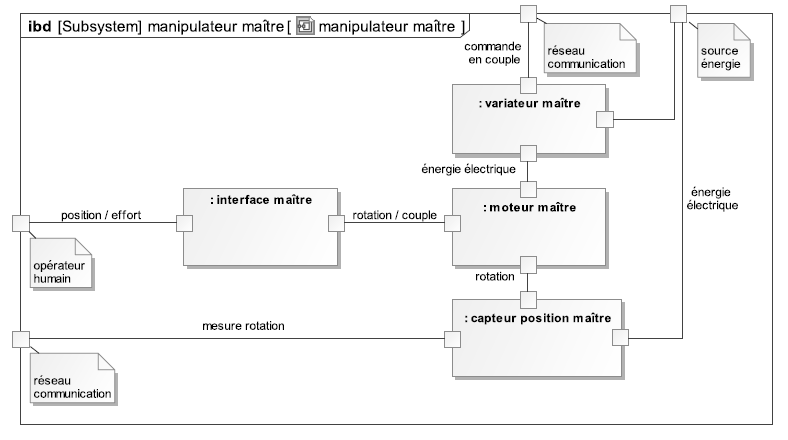 ibd [Subsystem] manipulateur maître [ manipulateur maître ]
commande
en couple
réseau
communication
source
énergie
: variateur maître
énergie électrique
énergie
électrique
: interface maître
: moteur maître
position / effort
rotation / couple
opérateur
humain
rotation
: capteur position maître
mesure rotation
réseau
communication